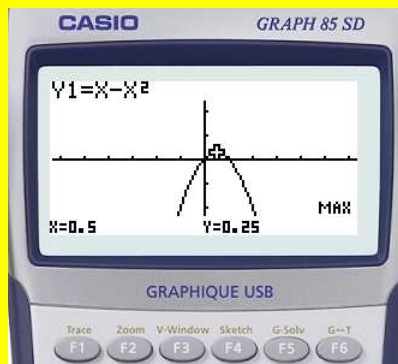 CASIO GRAPH 85 SD
Y1=X-X²
MAX
X=0.5 Y=0.25
GRAPHIQUE USB
Trace Zoom V-Window Sketch G-Solv G↔T
F1 F2 F3 F4 F5 F6